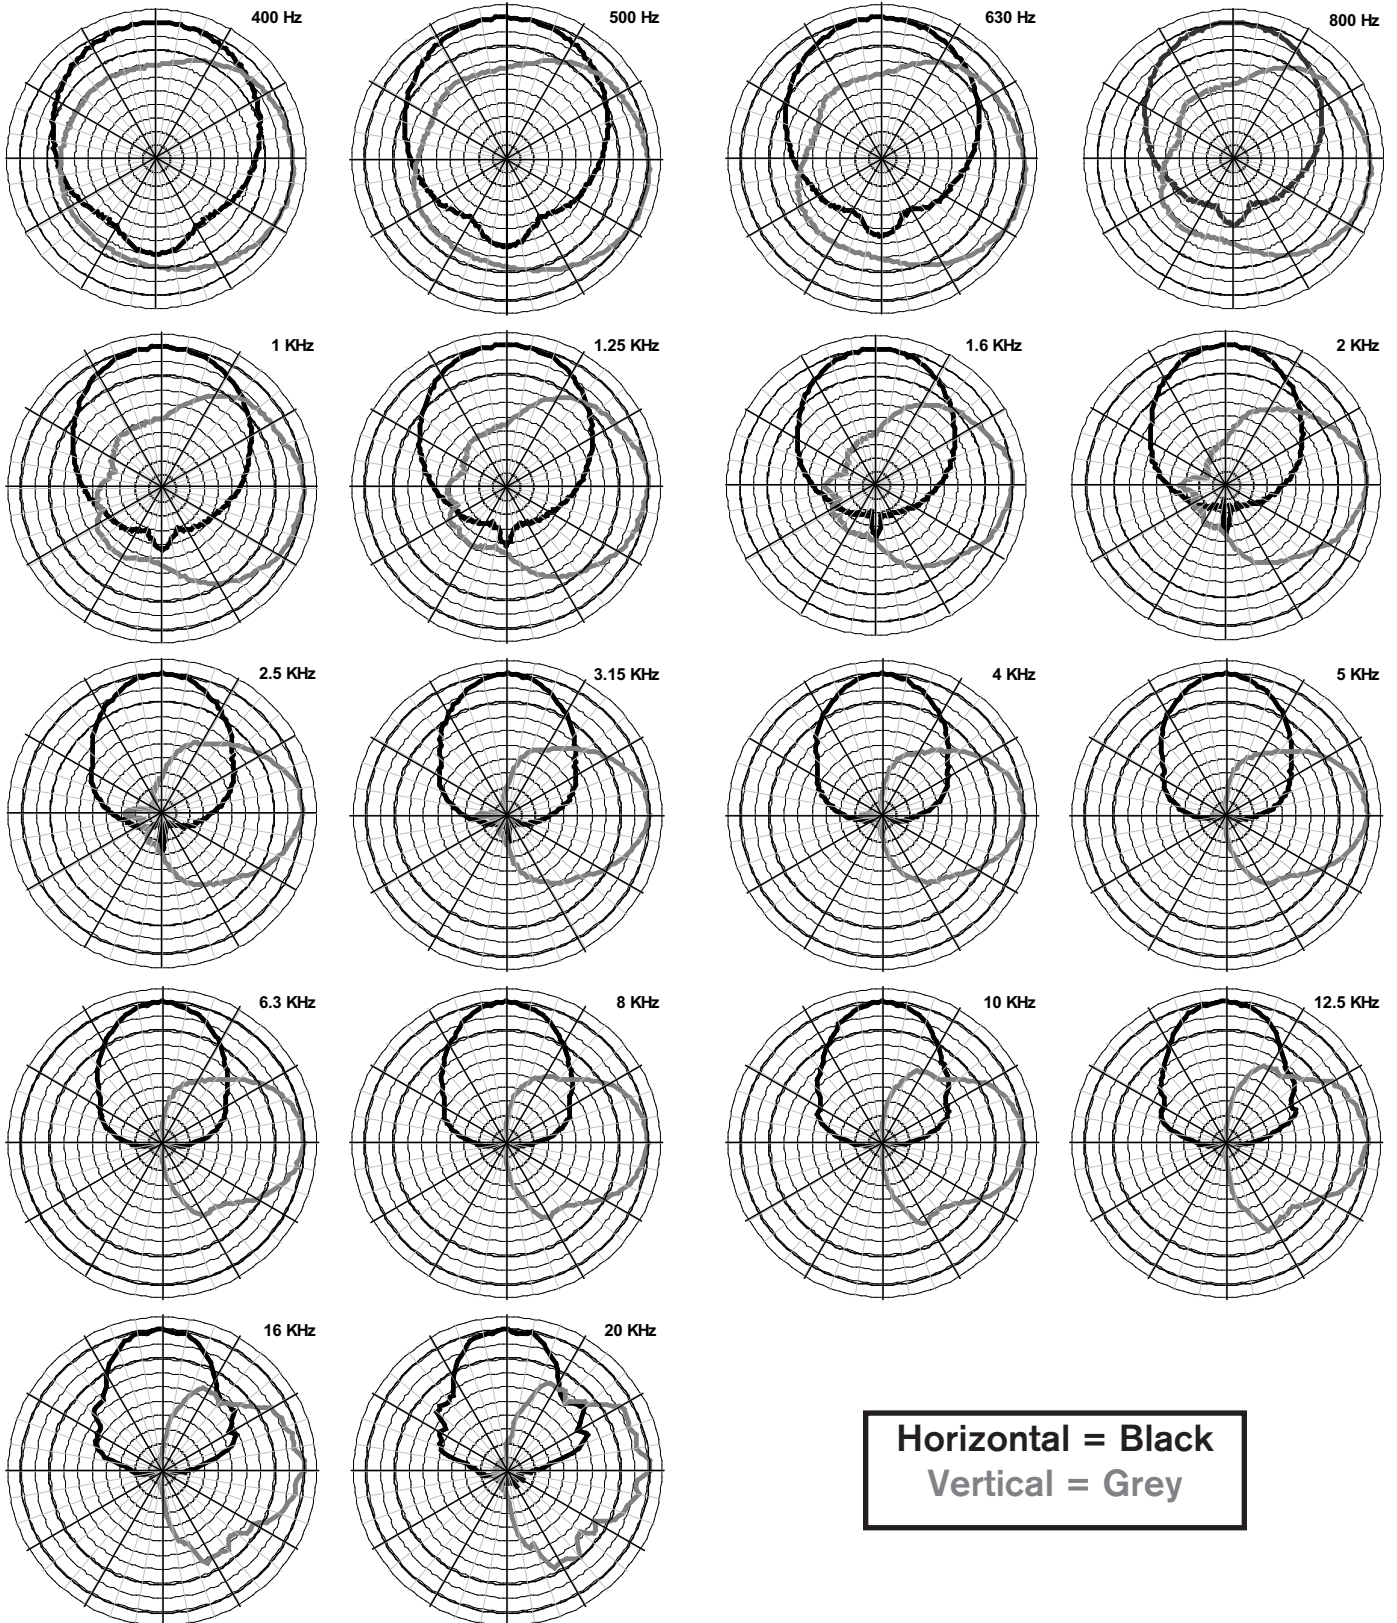 400 Hz
500 Hz
630 Hz
800 Hz
1 KHz
1.25 KHz
1.6 KHz
2 KHz
2.5 KHz
3.15 KHz
4 KHz
5 KHz
6.3 KHz
8 KHz
10 KHz
12.5 KHz
16 KHz
20 KHz
Horizontal = Black
Vertical = Grey